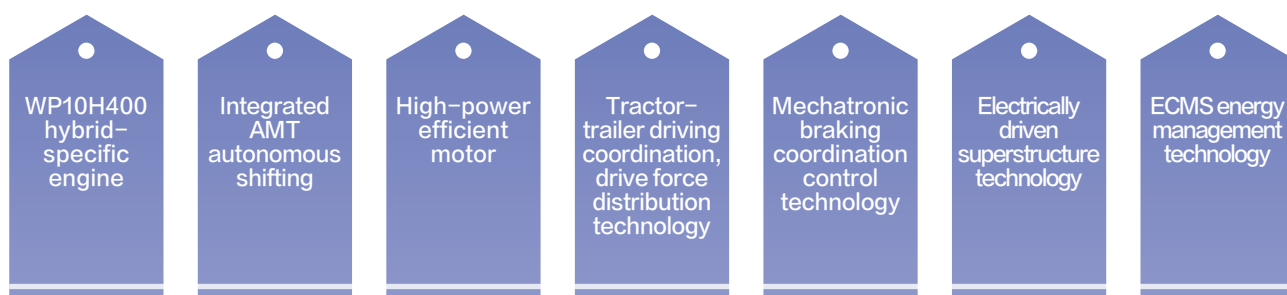 WP10H400
hybrid-
specific
engine
Integrated
AMT
autonomous
shifting
High-power
efficient
motor
Tractor-
trailer driving
coordination,
drive force
distribution
technology
Mechatronic
braking
coordination
control
technology
Electrically
driven
superstructure
technology
ECMS energy
management
technology